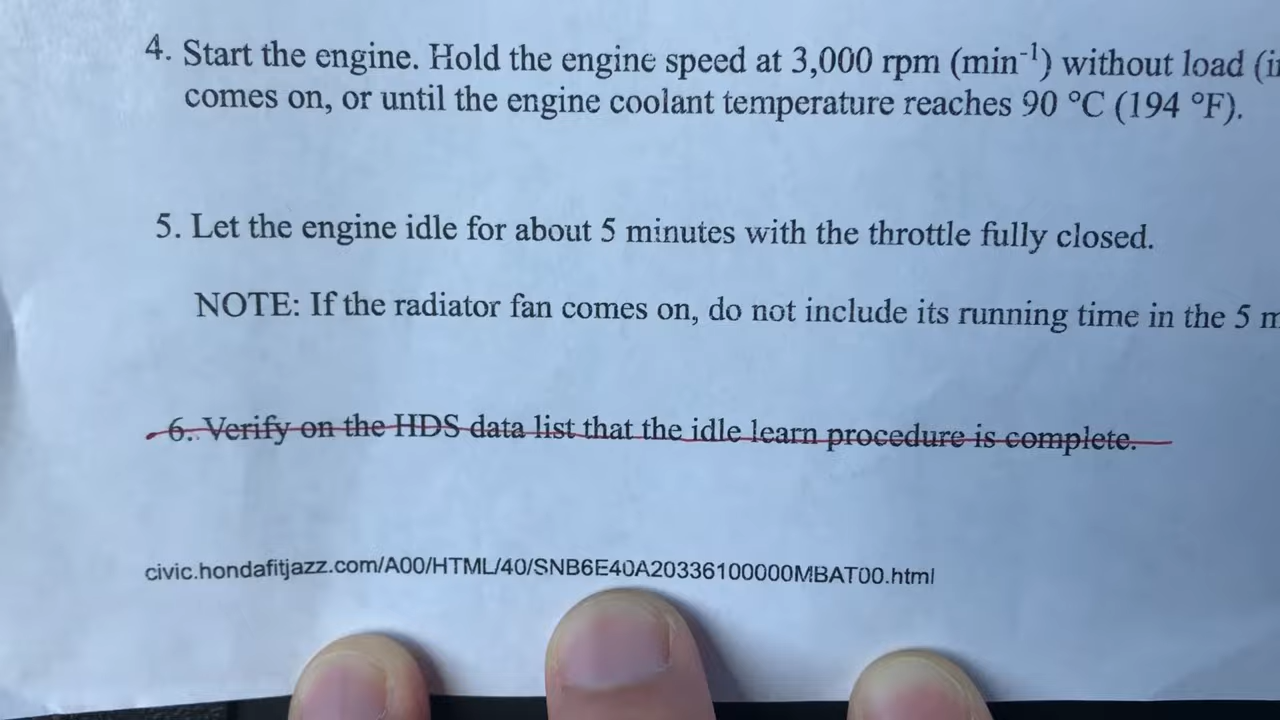 4. Start the engine. Hold the engine speed at 3,000 rpm (min⁻¹) without load
comes on, or until the engine coolant temperature reaches 90 °C (194 °F).
5. Let the engine idle for about 5 minutes with the throttle fully closed.
NOTE: If the radiator fan comes on, do not include its running time in the 5
6. Verify on the HDS data list that the idle learn procedure is complete.
civic.hondafitjazz.com/A00/HTML/40/SNB6E40A20336100000MBAT00.html